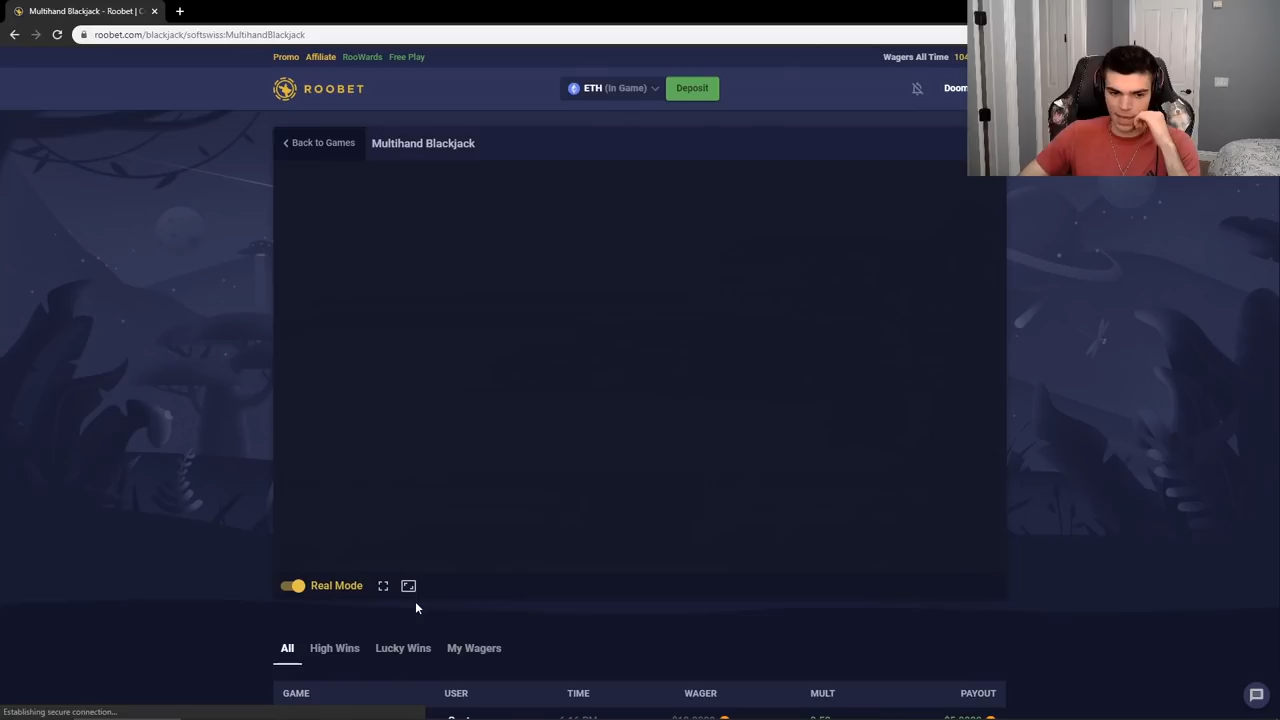 Multihand Blackjack - Roobet | C
roobet.com/blackjack/softswiss:MultihandBlackjack
Promo Affiliate RooWards Free Play Wagers All Time 104
ROOBET ETH (In Game) Deposit Doom
Back to Games Multihand Blackjack
Real Mode
All High Wins Lucky Wins My Wagers
GAME USER TIME WAGER MULT PAYOUT
Establishing secure connection...